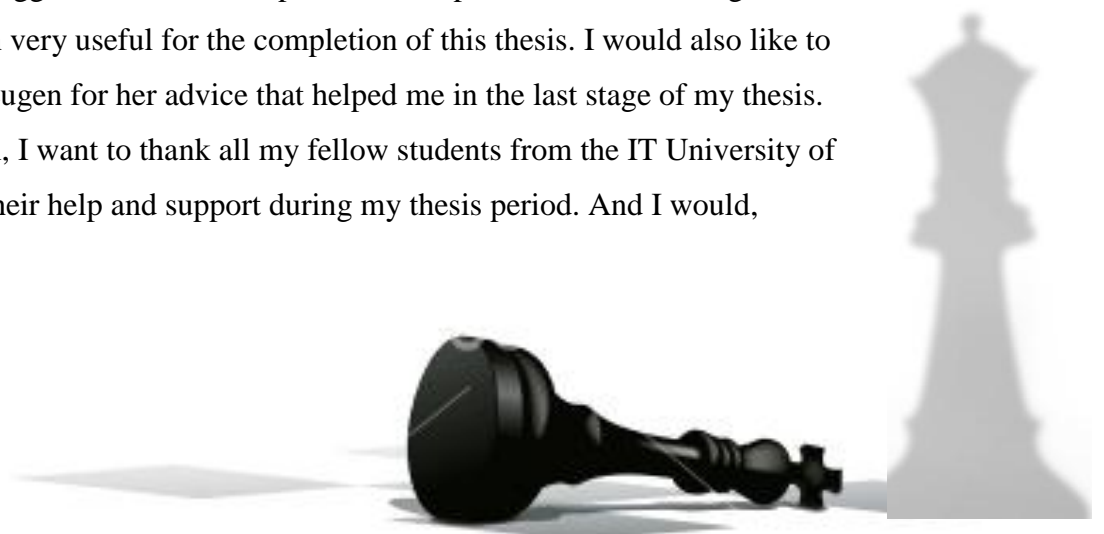 very useful for the completion of this thesis. I would also like to
ugen for her advice that helped me in the last stage of my thesis.
, I want to thank all my fellow students from the IT University of
heir help and support during my thesis period. And I would,